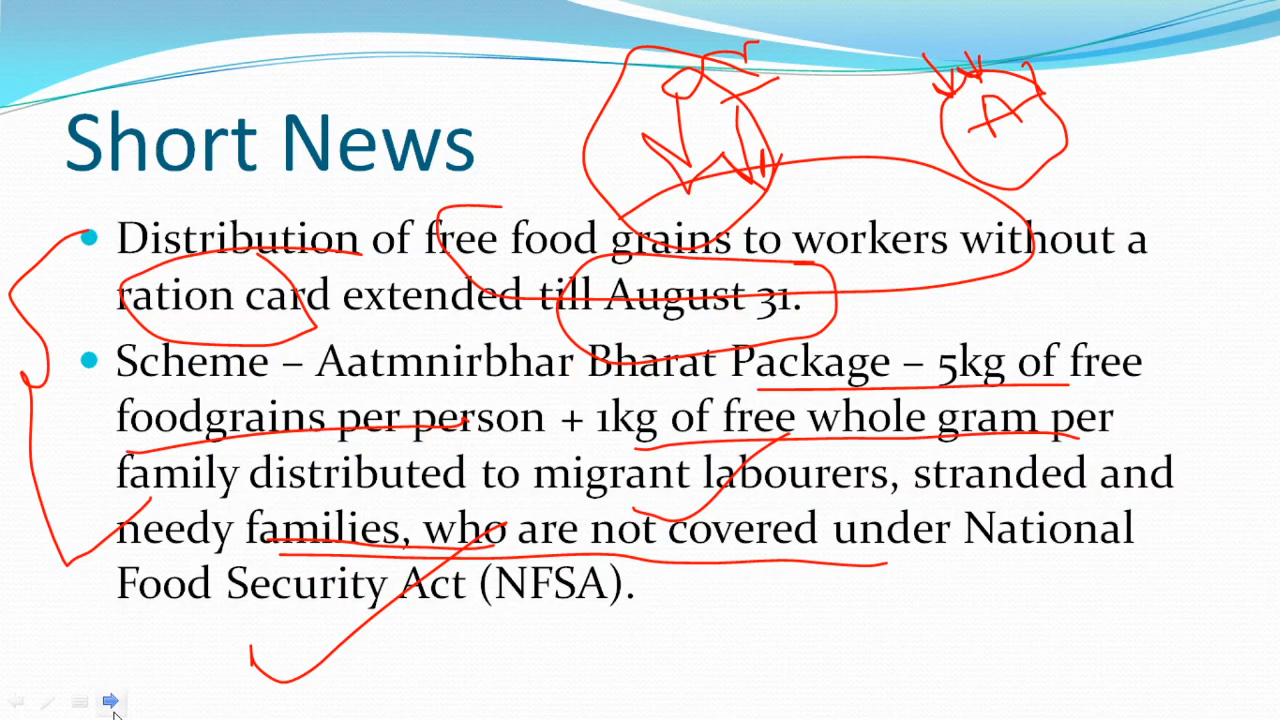 Short News
• Distribution of free food grains to workers without a
ration card extended till August 31.
• Scheme – Aatmnirbhar Bharat Package – 5kg of free
foodgrains per person + 1kg of free whole gram per
family distributed to migrant labourers, stranded and
needy families, who are not covered under National
Food Security Act (NFSA).